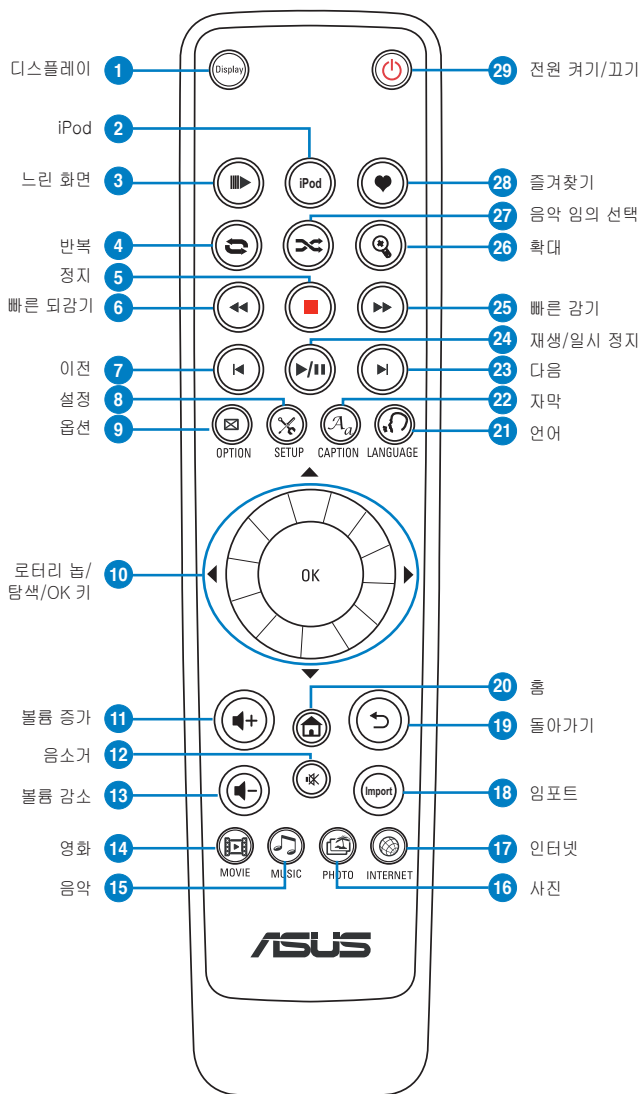 디스플레이 1 Display 29 전원 켜기/끄기
iPod 2
느린 화면 3 iPod 28 즐겨찾기
27 음악 임의 선택
반복 4 26 확대
정지 5
빠른 되감기 6 25 빠른 감기
24 재생/일시 정지
이전 7 23 다음
설정 8 22 자막
옵션 9 Aa 21 언어
OPTION SETUP CAPTION LANGUAGE
로터리 놉/
탐색/OK 키 10 OK
20 홈
볼륨 증가 11 19 돌아가기
음소거 12
볼륨 감소 13 Import 18 임포트
영화 14 17 인터넷
MOVIE MUSIC PHOTO INTERNET
음악 15 16 사진
ASUS